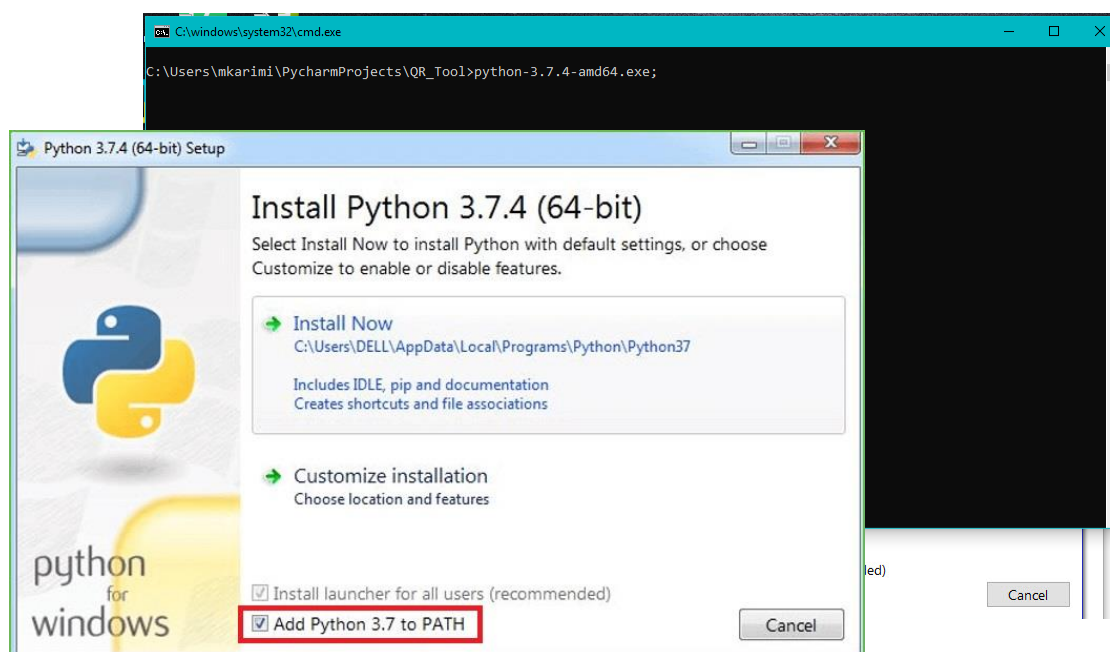 C:\windows\system32\cmd.exe
C:\Users\mkarimi\PycharmProjects\QR_Tool>python-3.7.4-amd64.exe;
Python 3.7.4 (64-bit) Setup
Install Python 3.7.4 (64-bit)
Select Install Now to install Python with default settings, or choose
Customize to enable or disable features.
Install Now
C:\Users\DELL\AppData\Local\Programs\Python\Python37
Includes IDLE, pip and documentation
Creates shortcuts and file associations
Customize installation
Choose location and features
python
for
windows
Install launcher for all users (recommended)
Add Python 3.7 to PATH
Cancel
Cancel